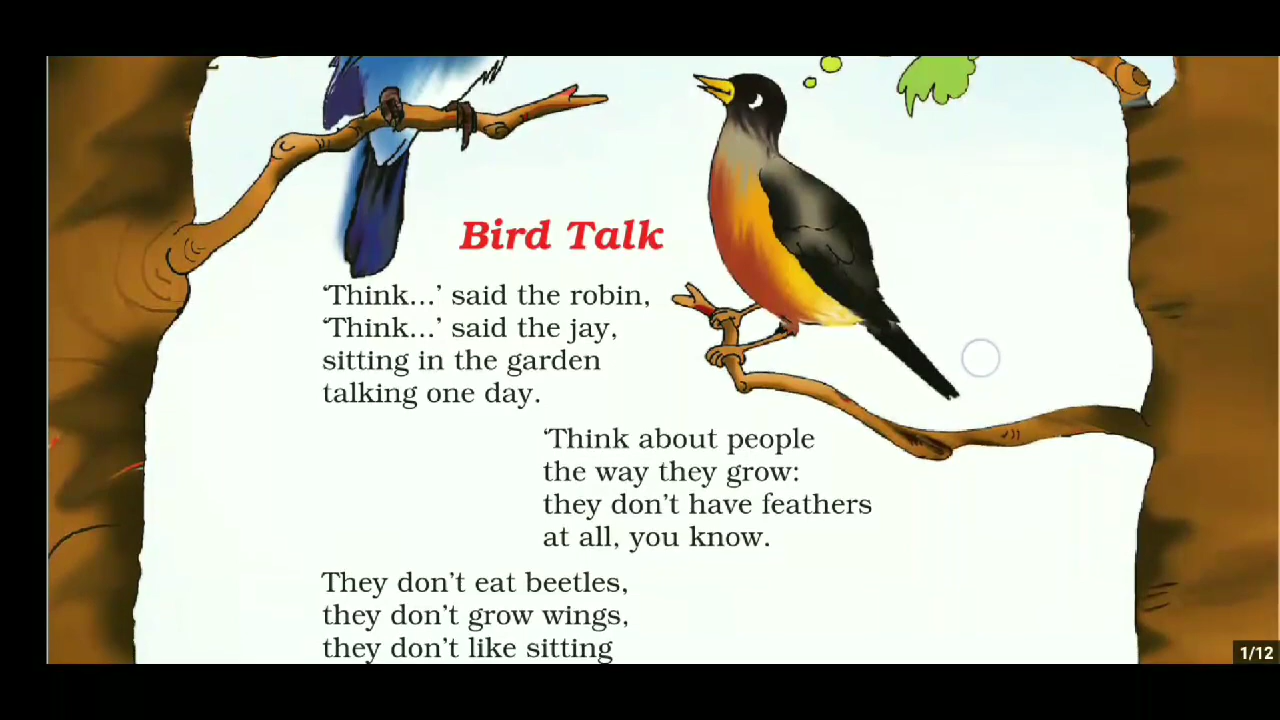 Bird Talk
‘Think...’ said the robin,
‘Think...’ said the jay,
sitting in the garden
talking one day.
‘Think about people
the way they grow:
they don’t have feathers
at all, you know.
They don’t eat beetles,
they don’t grow wings,
they don’t like sitting
1/12